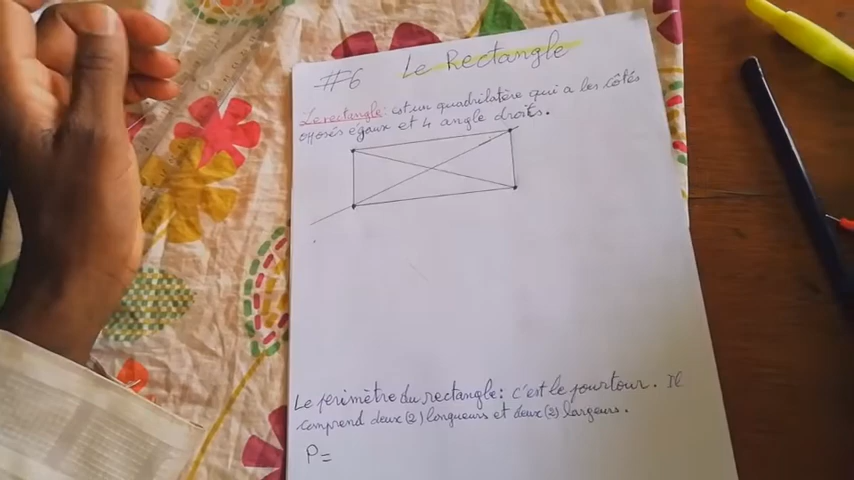 #6 Le Rectangle
Le rectangle: est un quadrilatère qui a les côtés
opposés égaux et 4 angle droits.
Le périmètre du rectangle: c'est le pourtour. Il
comprend deux (2) longueurs et deux (2) largeurs.
P=